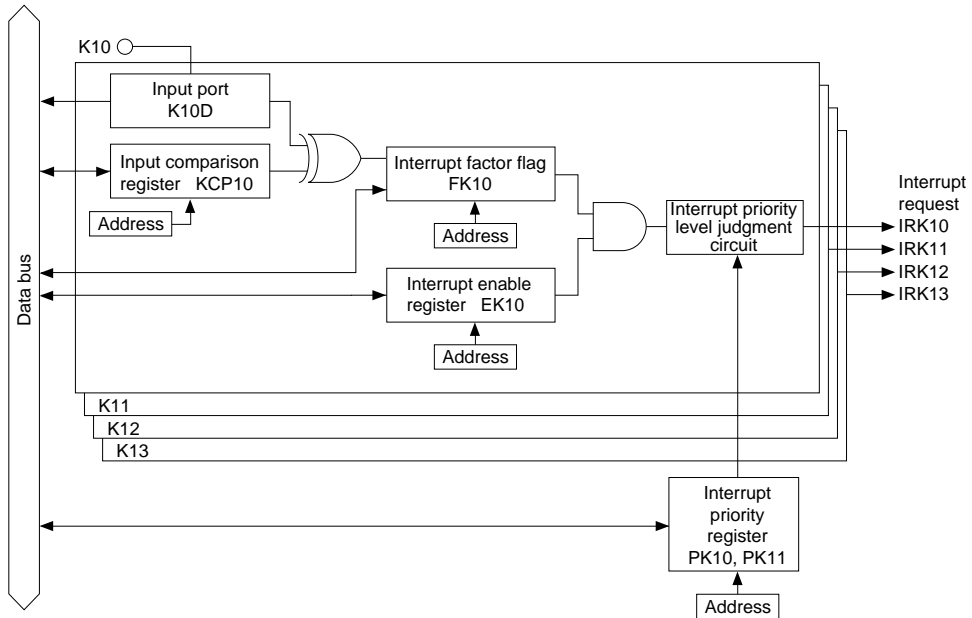 K10
Input port
K10D
Input comparison
register KCP10
Address
Interrupt factor flag
FK10
Address
Interrupt enable
register EK10
Address
Interrupt priority
level judgment
circuit
Interrupt
request
IRK10
IRK11
IRK12
IRK13
Data bus
K11
K12
K13
Interrupt
priority
register
PK10, PK11
Address